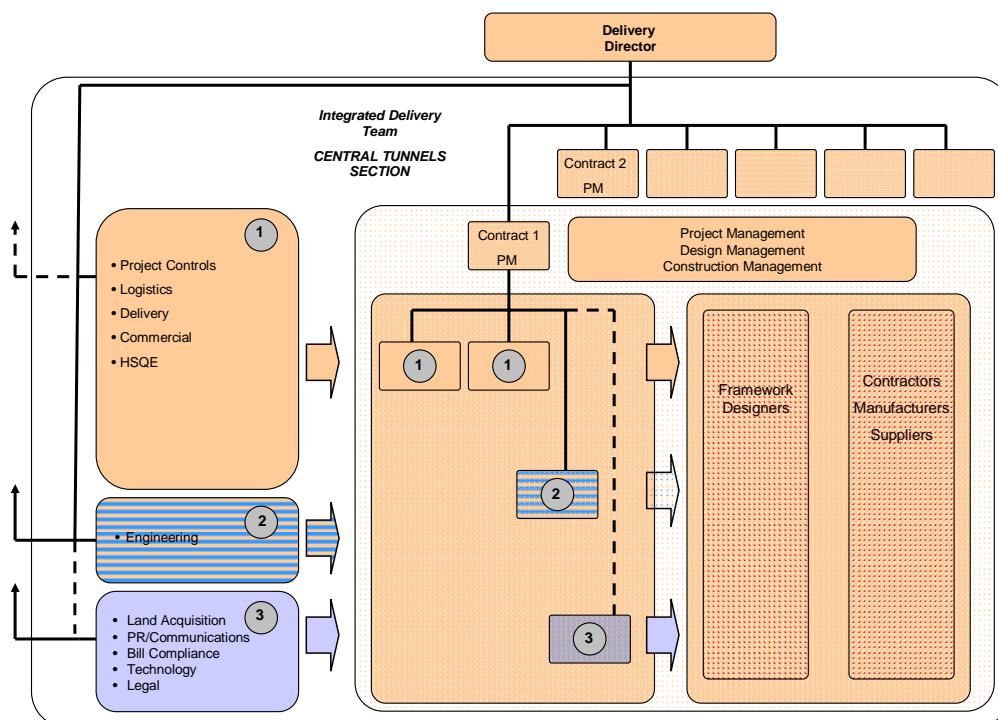 Delivery
Director
Integrated Delivery
Team
CENTRAL TUNNELS
SECTION
Contract 2
PM
1
• Project Controls
• Logistics
• Delivery
• Commercial
• HSQE
Contract 1
PM
Project Management
Design Management
Construction Management
1
1
Framework
Designers
Contractors
Manufacturers
Suppliers
2
2
• Engineering
3
• Land Acquisition
• PR/Communications
• Bill Compliance
• Technology
• Legal
3